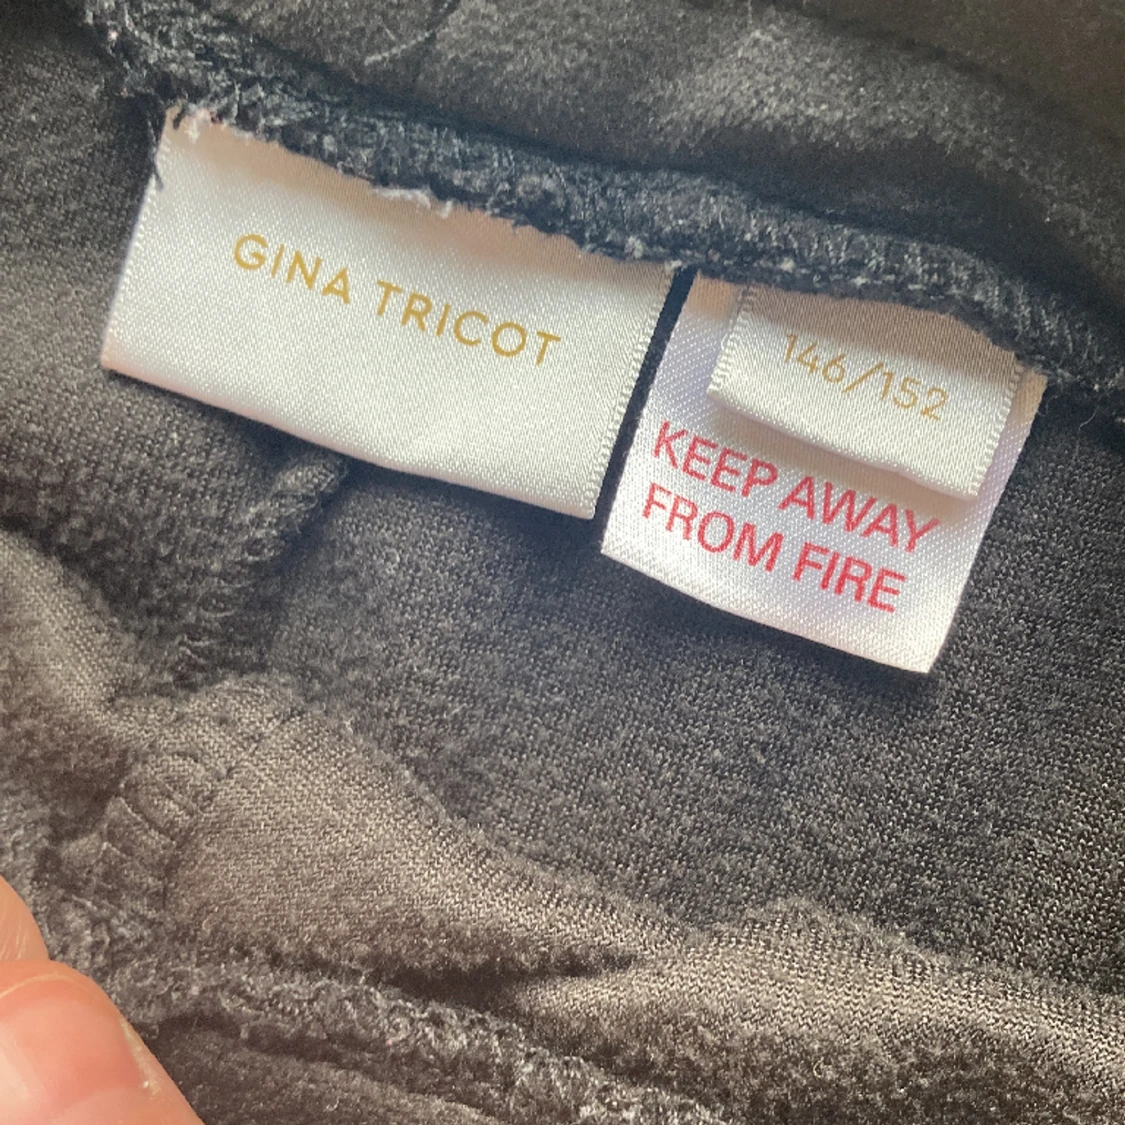 GINA TRICOT
146/152
KEEP AWAY
FROM FIRE